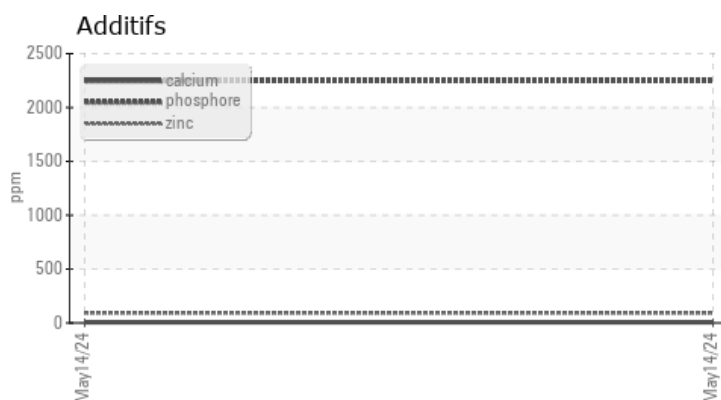 Additifs
2500
calcium
phosphore
zinc
2000
1500
ppm
1000
500
0
May14/24
May14/24